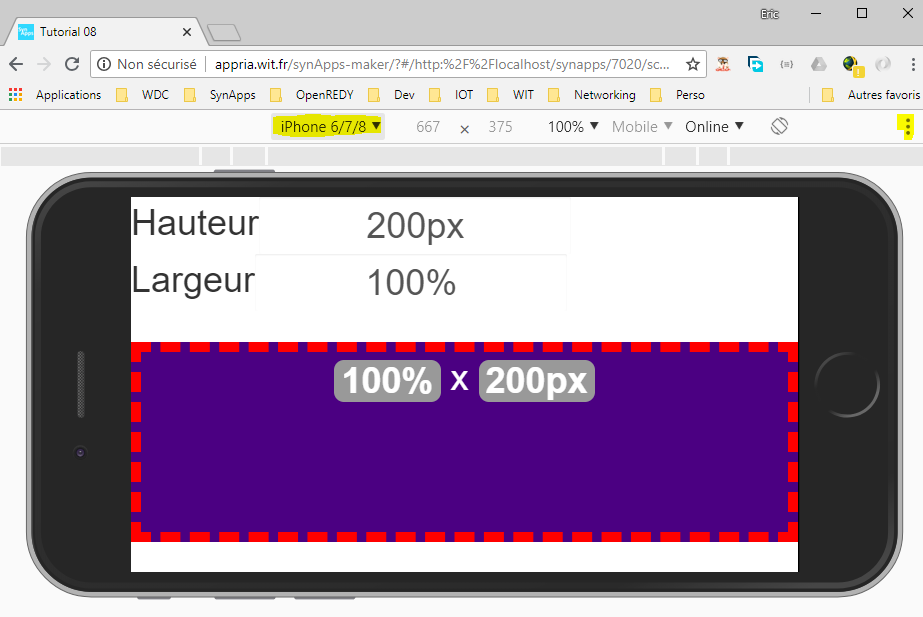 Eric
Tutorial 08
Non sécurisé appria.wit.fr/synApps-maker/?#/http:%2F%2Flocalhost/synapps/7020/sc...
Applications WDC SynApps OpenREDY Dev IOT WIT Networking Perso Autres favoris
iPhone 6/7/8 667 × 375 100% Mobile Online
Hauteur 200px
Largeur 100%
100% X 200px